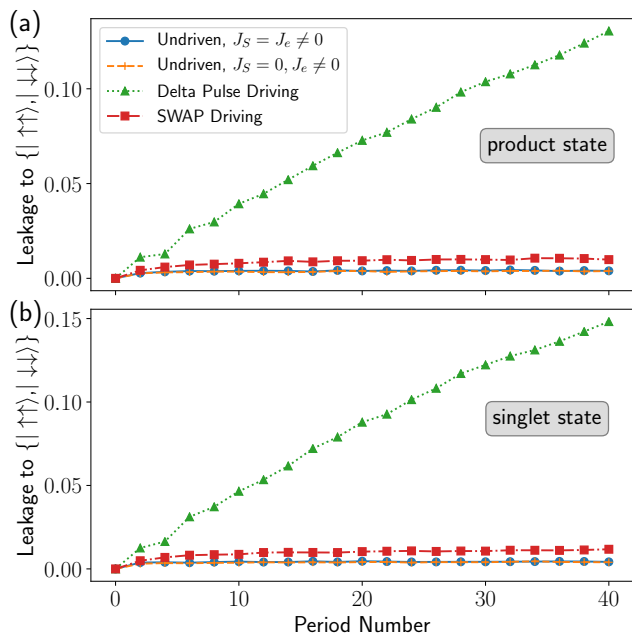 (a)
Undriven, J_S = J_e ≠ 0
Undriven, J_S = 0, J_e ≠ 0
Delta Pulse Driving
SWAP Driving
product state
Leakage to {|↑↑⟩,|↓↓⟩}
0.10
0.05
0.00
(b)
singlet state
Leakage to {|↑↑⟩,|↓↓⟩}
0.15
0.10
0.05
0.00
0 10 20 30 40
Period Number